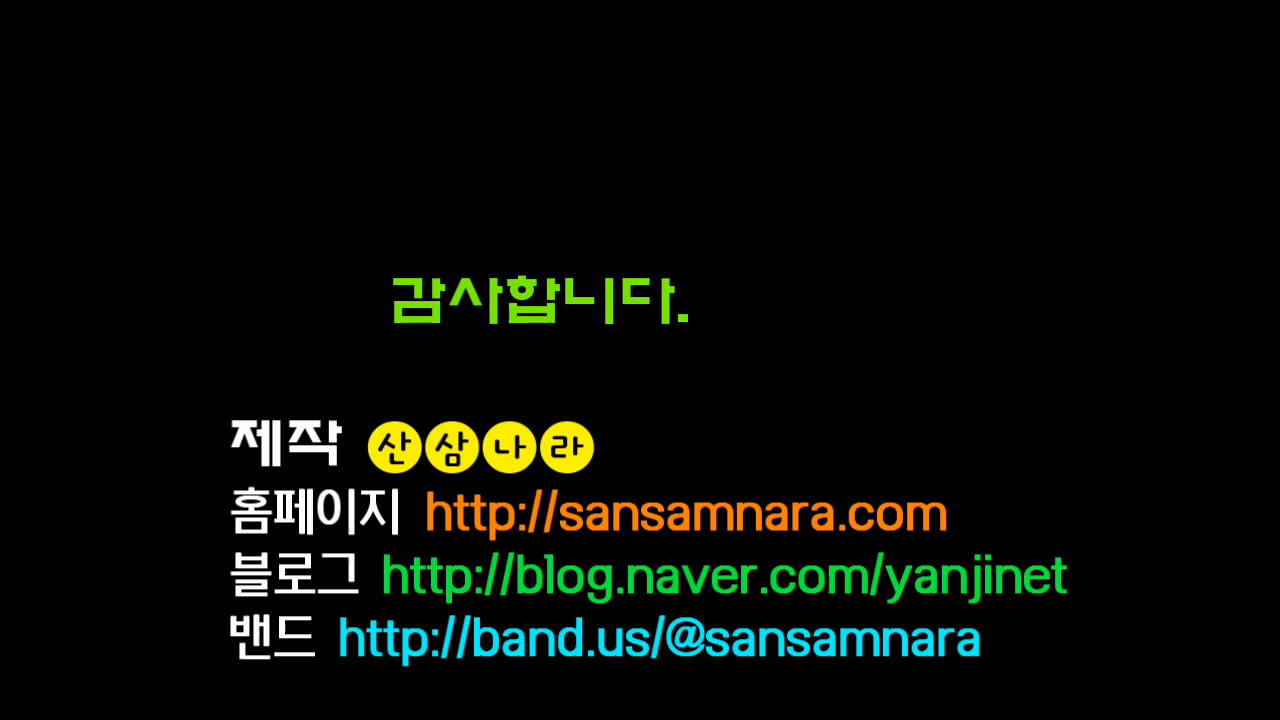 감사합니다.
제작 산삼나라
홈페이지 http://sansamnara.com
블로그 http://blog.naver.com/yanjinet
밴드 http://band.us/@sansamnara